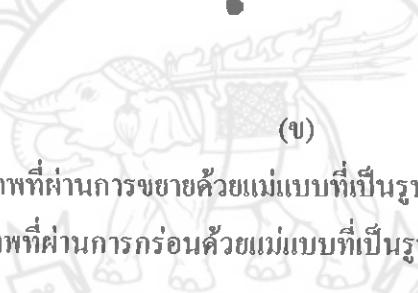 (ข)
าพที่ผ่านการขยายด้วยแม่แบบที่เป็นรูป
าพที่ผ่านการกร่อนด้วยแม่แบบที่เป็นรูป